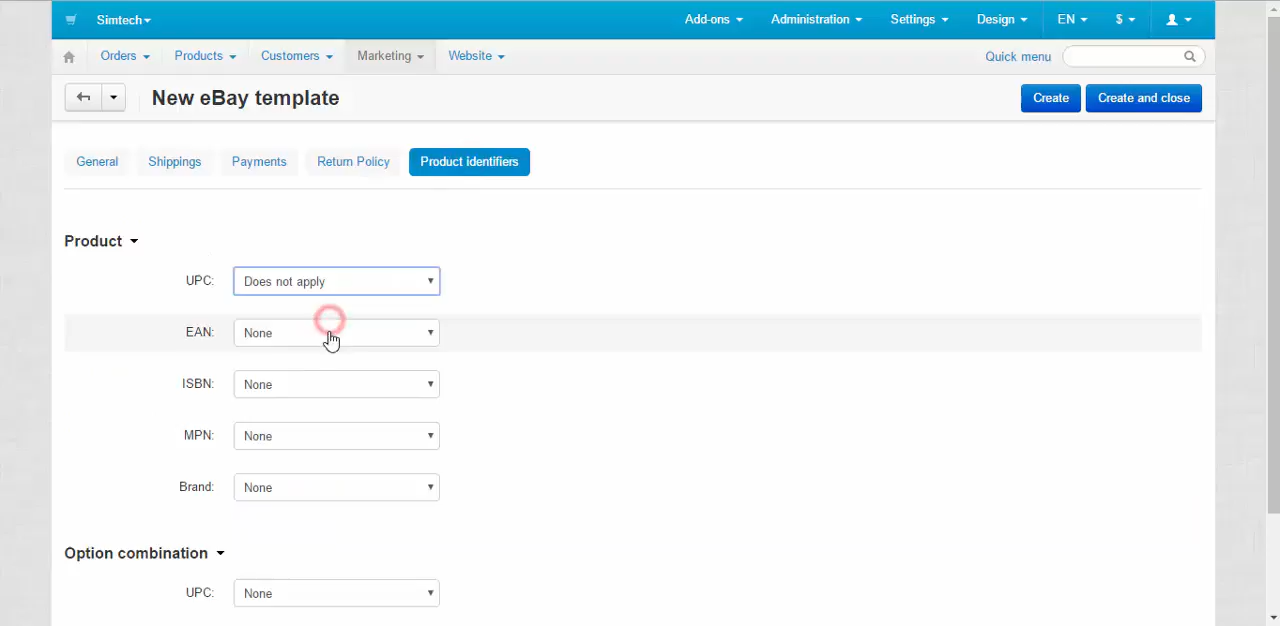 Simtech Add-ons Administration Settings Design EN $
Orders Products Customers Marketing Website Quick menu
New eBay template Create Create and close
General Shippings Payments Return Policy Product identifiers
Product
UPC: Does not apply
EAN: None
ISBN: None
MPN: None
Brand: None
Option combination
UPC: None